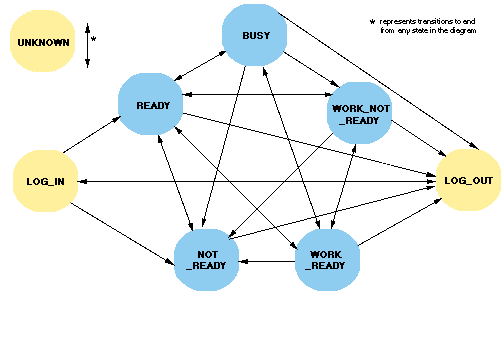 BUSY
* represents transitions to and
from any state in the diagram
UNKNOWN
*
READY
WORK_NOT
_READY
LOG_IN
LOG_OUT
NOT
_READY
WORK
_READY